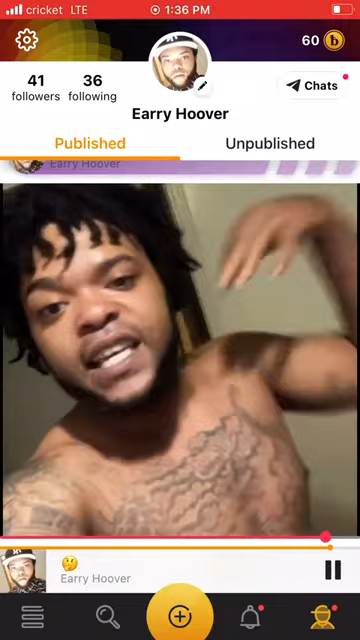 cricket LTE 1:36 PM
60
41 36
followers following
Chats
Earry Hoover
Published Unpublished
Earry Hoover
🤔
Earry Hoover